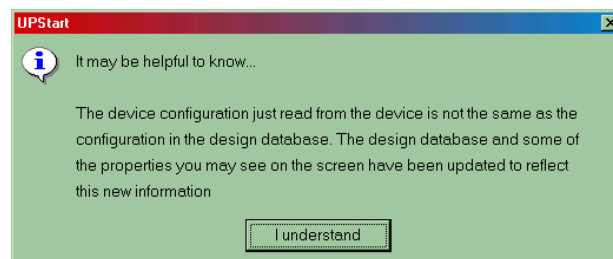 UPStart
It may be helpful to know...
The device configuration just read from the device is not the same as the
configuration in the design database. The design database and some of
the properties you may see on the screen have been updated to reflect
this new information
I understand